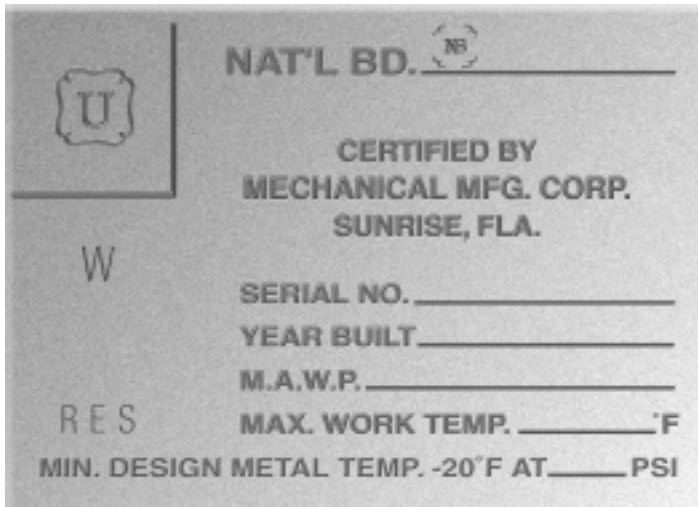 NAT'L BD. NB
U
CERTIFIED BY
MECHANICAL MFG. CORP.
SUNRISE, FLA.
W
SERIAL NO.
YEAR BUILT
M.A.W.P.
RES
MAX. WORK TEMP. °F
MIN. DESIGN METAL TEMP. -20°F AT PSI